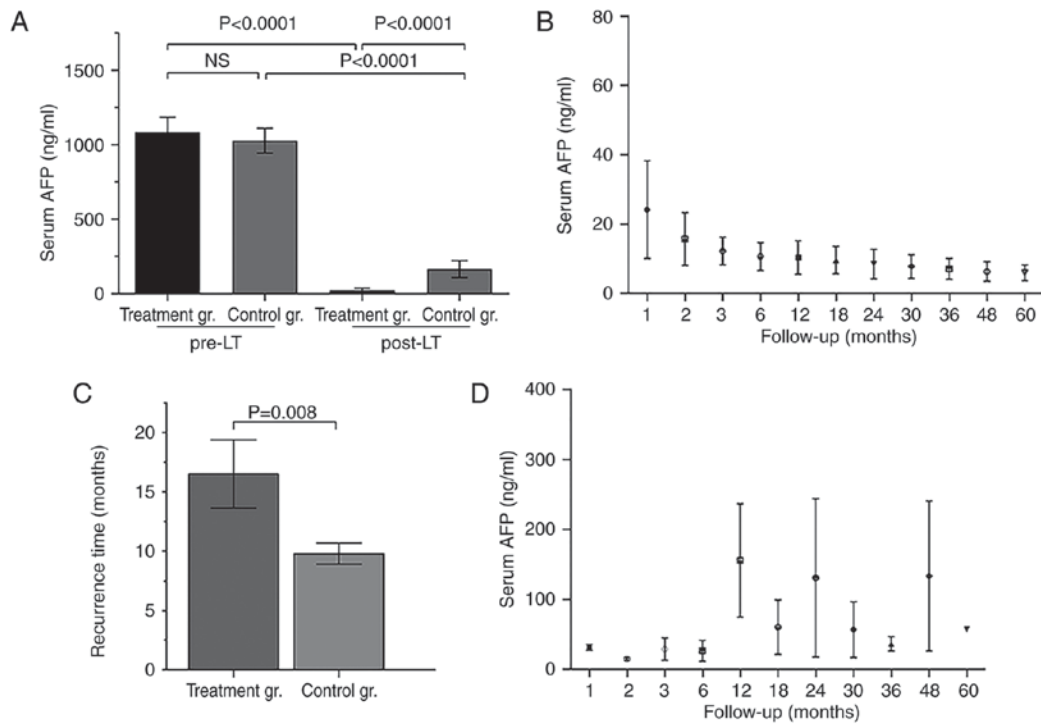 A
P<0.0001
P<0.0001
NS
P<0.0001
Serum AFP (ng/ml)
1500
1000
500
0
Treatment gr.
Control gr.
Treatment gr.
Control gr.
pre-LT
post-LT
B
Serum AFP (ng/ml)
80
60
40
20
0
1 2 3 6 12 18 24 30 36 48 60
Follow-up (months)
C
P=0.008
Recurrence time (months)
20
15
10
5
0
Treatment gr.
Control gr.
D
Serum AFP (ng/ml)
400
300
200
100
0
1 2 3 6 12 18 24 30 36 48 60
Follow-up (months)